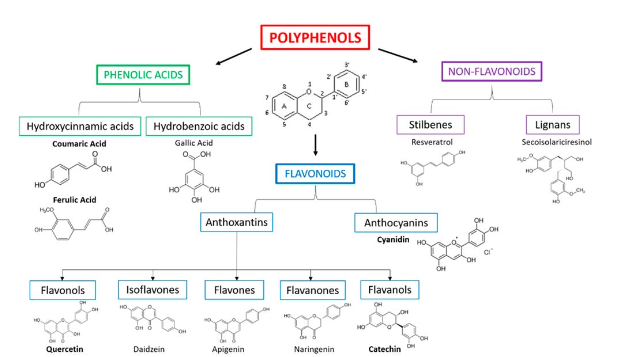 POLYPHENOLS
PHENOLIC ACIDS
NON-FLAVONOIDS
Hydroxycinnamic acids
Hydrobenzoic acids
Stilbenes
Lignans
Coumaric Acid
Gallic Acid
Resveratrol
Secoisolariciresinol
Ferulic Acid
FLAVONOIDS
Anthoxantins
Anthocyanins
Cyanidin
Flavonols
Isoflavones
Flavones
Flavanones
Flavanols
Quercetin
Daidzein
Apigenin
Naringenin
Catechin